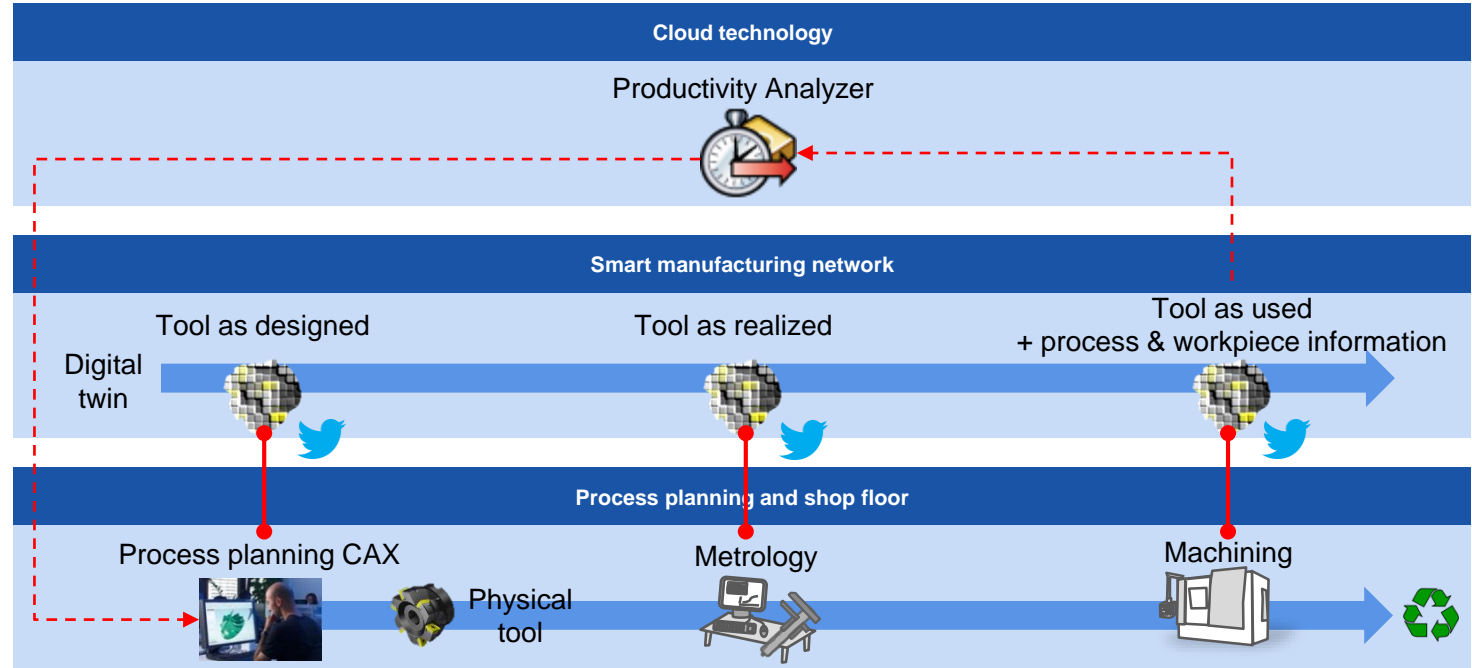 Cloud technology
Productivity Analyzer
Smart manufacturing network
Tool as designed
Tool as realized
Tool as used
+ process & workpiece information
Digital
twin
Process planning and shop floor
Process planning CAX
Metrology
Machining
Physical
tool